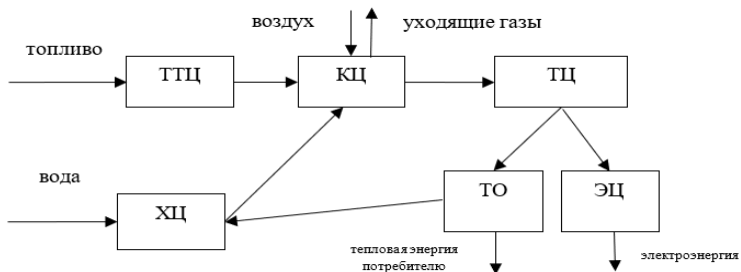 воздух
уходящие газы
топливо
ТТЦ
КЦ
ТЦ
вода
ХЦ
ТО
ЭЦ
тепловая энергия
потребителю
электроэнергия